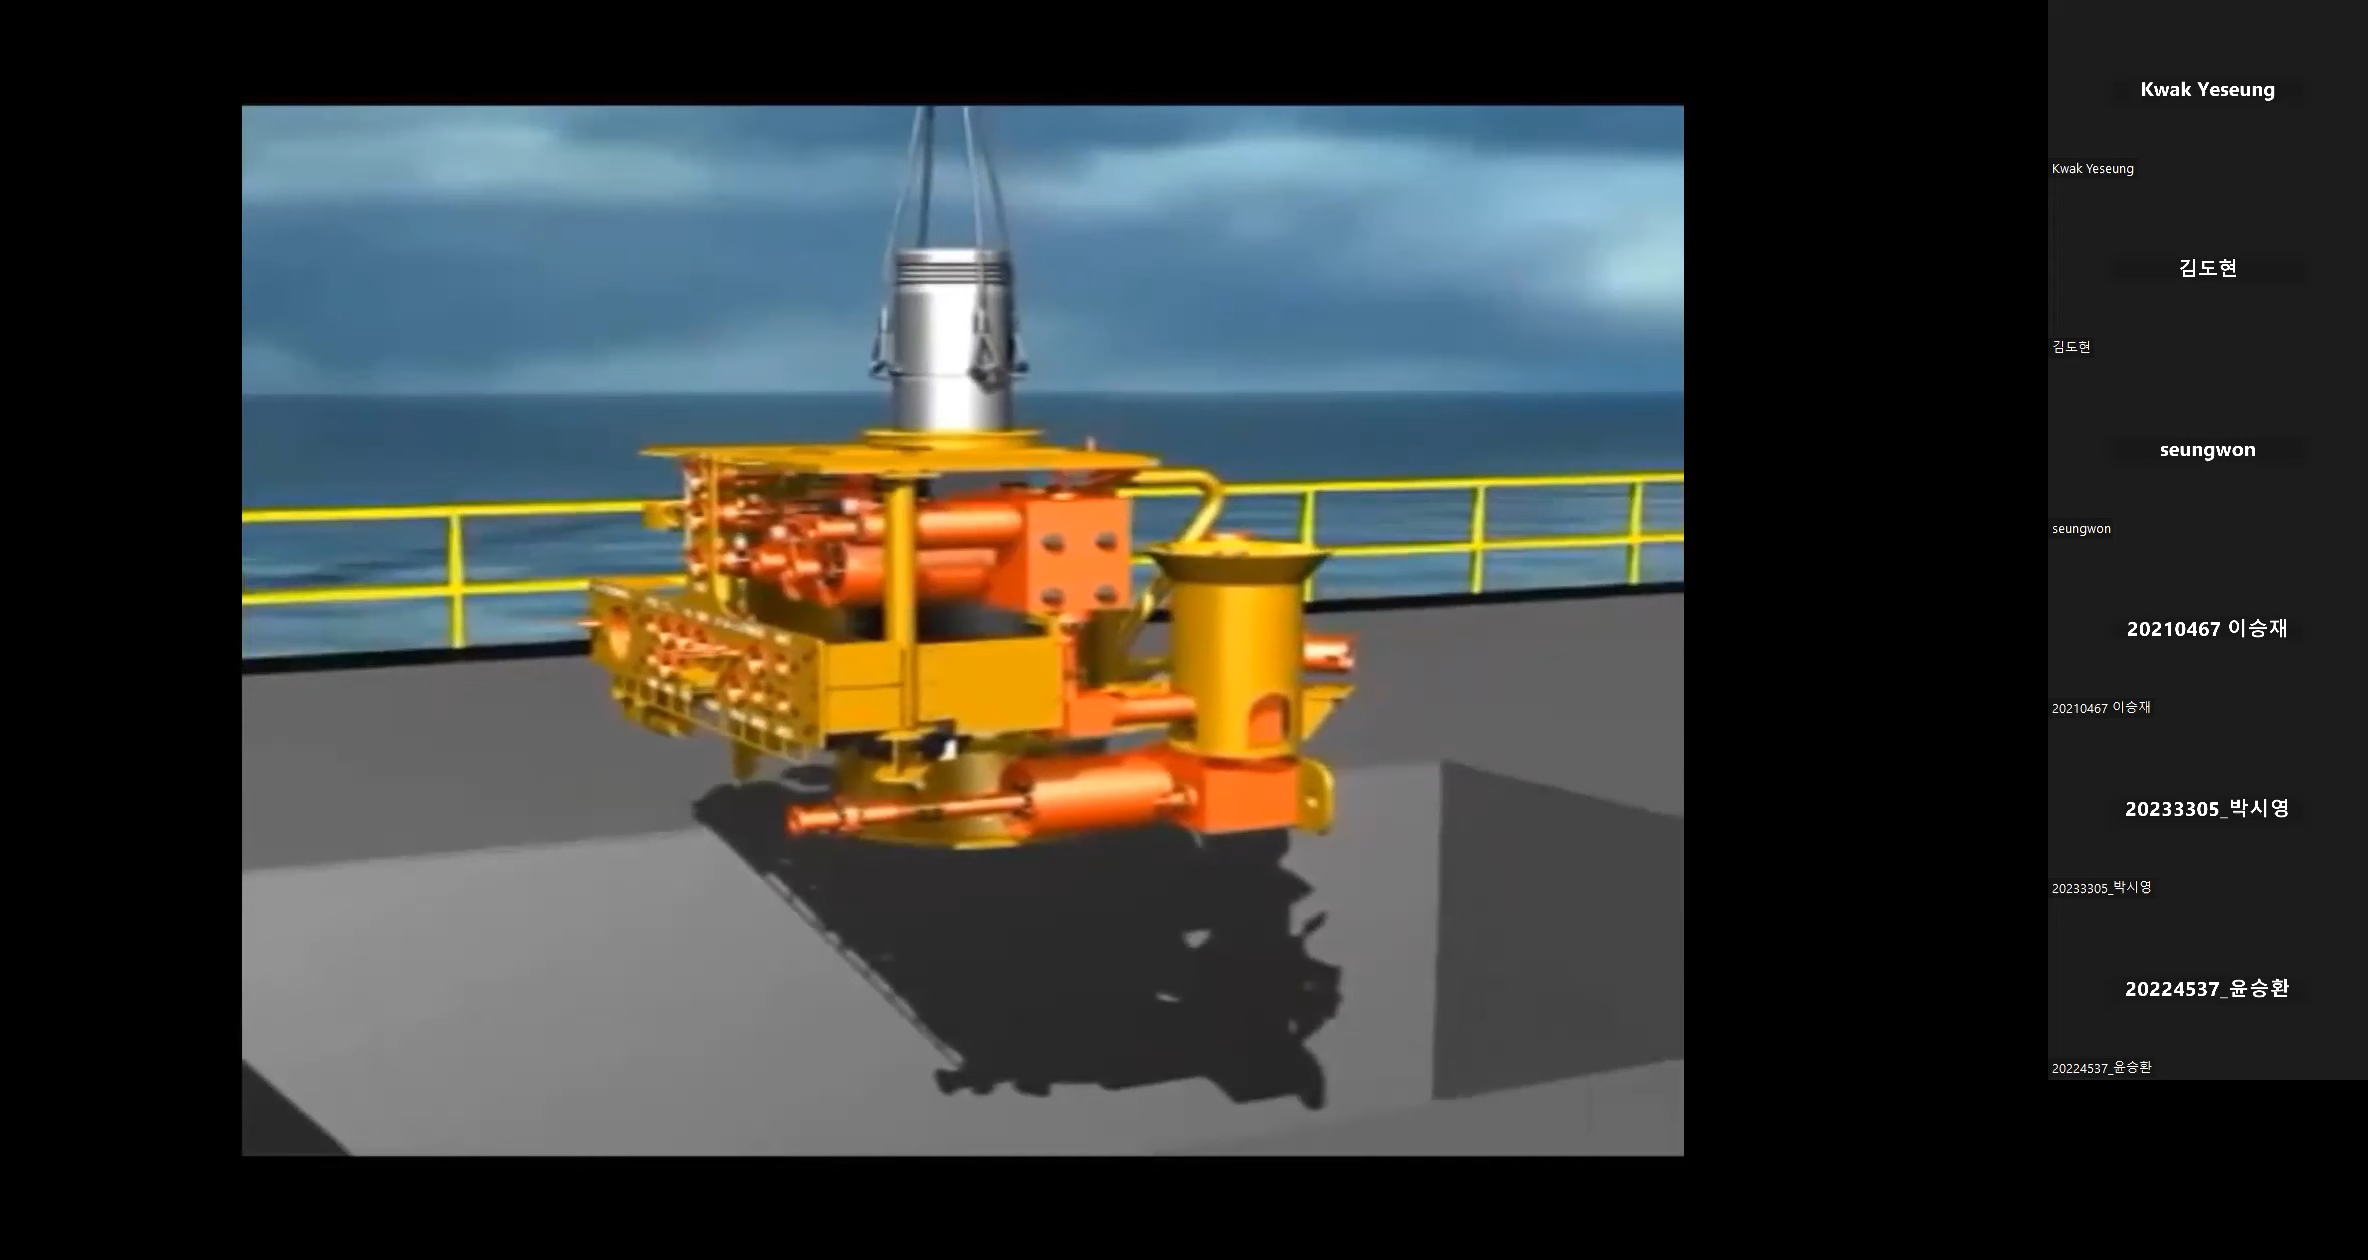 Kwak Yeseung
Kwak Yeseung
김도현
김도현
seungwon
seungwon
20210467 이승재
20210467 이승재
20233305_박시영
20233305_박시영
20224537_윤승환
20224537_윤승환